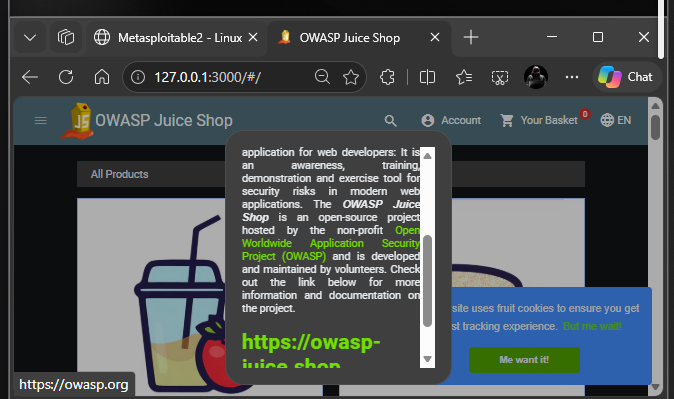 Metasploitable2 - Linux
OWASP Juice Shop
127.0.0.1:3000/#/
Chat
OWASP Juice Shop
Account
Your Basket
0
EN
All Products
application for web developers: It is
an awareness, training,
demonstration and exercise tool for
security risks in modern web
applications. The OWASP Juice
Shop is an open-source project
hosted by the non-profit Open
Worldwide Application Security
Project (OWASP) and is developed
and maintained by volunteers. Check
out the link below for more
information and documentation on
the project.
https://owasp-
juice.shop
site uses fruit cookies to ensure you get
st tracking experience. But me wait!
Me want it!
https://owasp.org